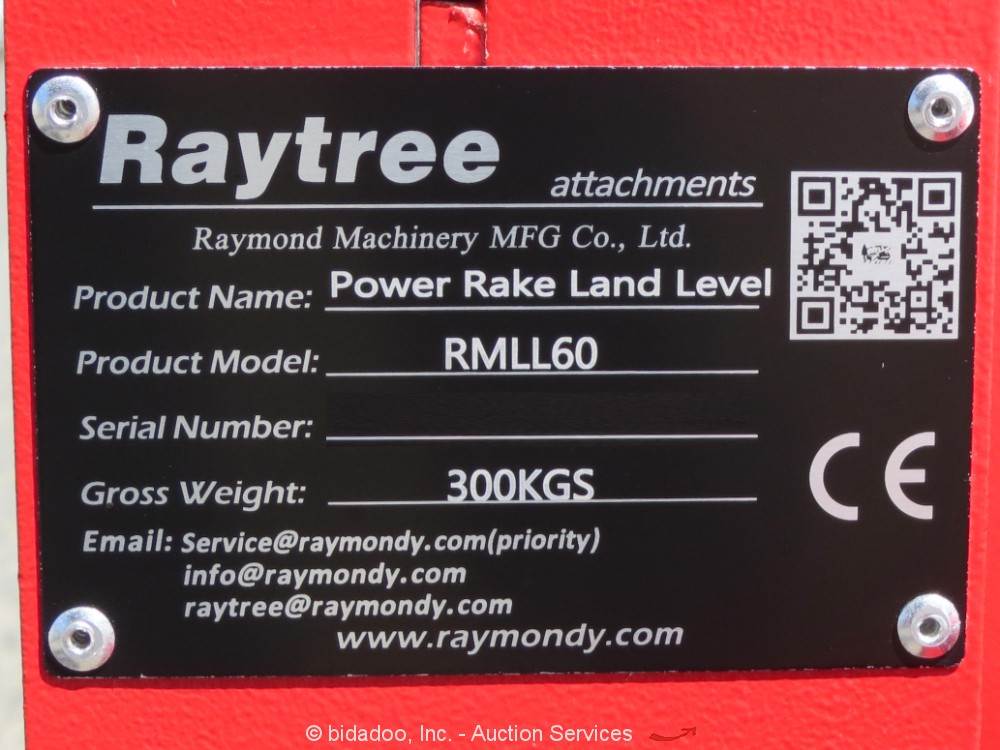 Raytree
attachments
Raymond Machinery MFG Co., Ltd.
Product Name: Power Rake Land Level
Product Model: RMLL60
Serial Number:
Gross Weight: 300KGS
Email: Service@raymondy.com(priority)
info@raymondy.com
raytree@raymondy.com
www.raymondy.com
CE
© bidadoo, Inc. - Auction Services